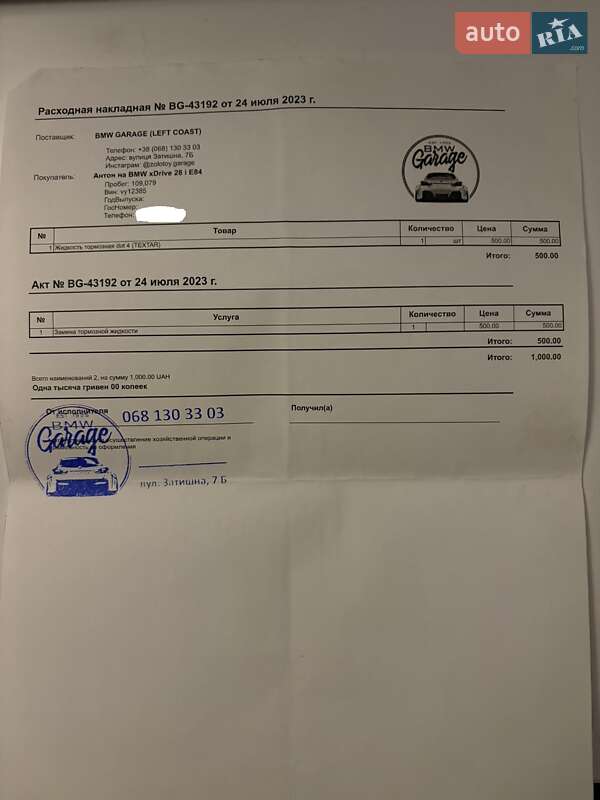 auto RIA.com
Расходная накладная № BG-43192 от 24 июля 2023 г.
Поставщик: BMW GARAGE (LEFT COAST)
Телефон: +38 (068) 130 33 03
Адрес: вулиця Затишна, 7Б
Инстаграм: @zolotoy.garage
Покупатель: Антон на BMW xDrive 28 i E84
Пробег: 109,079
Вин: vy12385
ГодВыпуска:
ГосНомер:
Телефон:
BMW
Garage
№ Товар Количество Цена Сумма
1 Жидкость тормозная dot 4 (TEXTAR) 1 шт 500.00 500.00
Итого: 500.00
Акт № BG-43192 от 24 июля 2023 г.
№ Услуга Количество Цена Сумма
1 Замена тормозной жидкости 1 500.00 500.00
Итого: 500.00
Итого: 1,000.00
Всего наименований 2, на сумму 1,000.00 UAH
Одна тысяча гривен 00 копеек
От исполнителя 068 130 33 03 Получил(а)
BMW
Garage
осуществление хозяйственной операции и
оформления
вул. Затишна, 7 Б